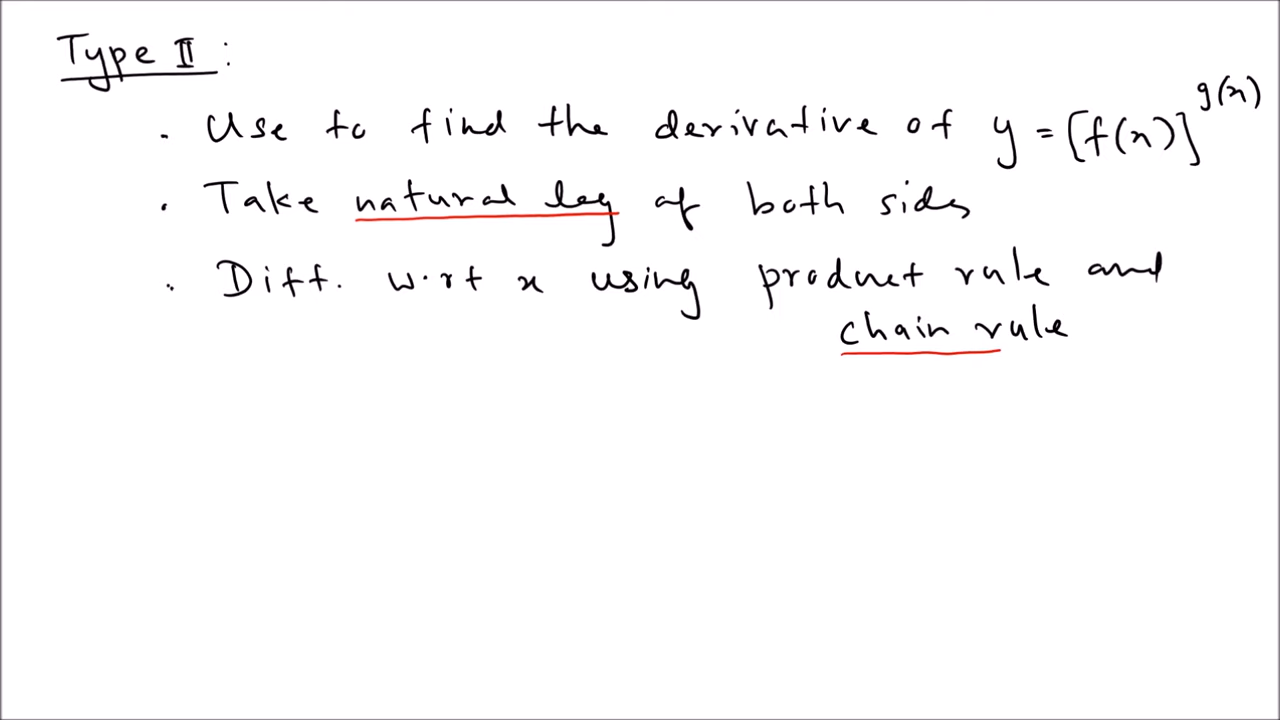 Type II :
. Use to find the derivative of y = [f(x)]^g(x)
. Take natural log of both sides
. Diff. w.r.t x using product rule and
chain rule